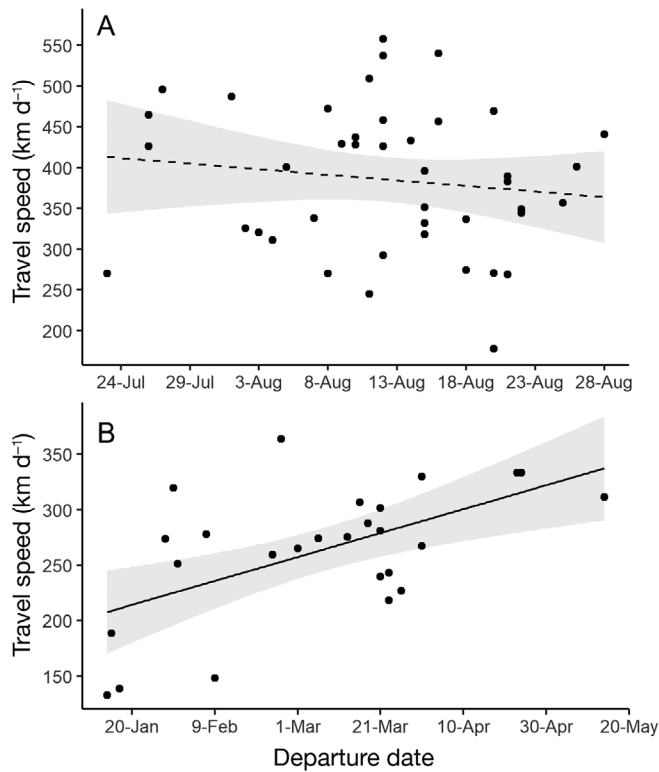 A
Travel speed (km d⁻¹)
550
500
450
400
350
300
250
200
24-Jul 29-Jul 3-Aug 8-Aug 13-Aug 18-Aug 23-Aug 28-Aug
B
Travel speed (km d⁻¹)
350
300
250
200
150
20-Jan 9-Feb 1-Mar 21-Mar 10-Apr 30-Apr 20-May
Departure date